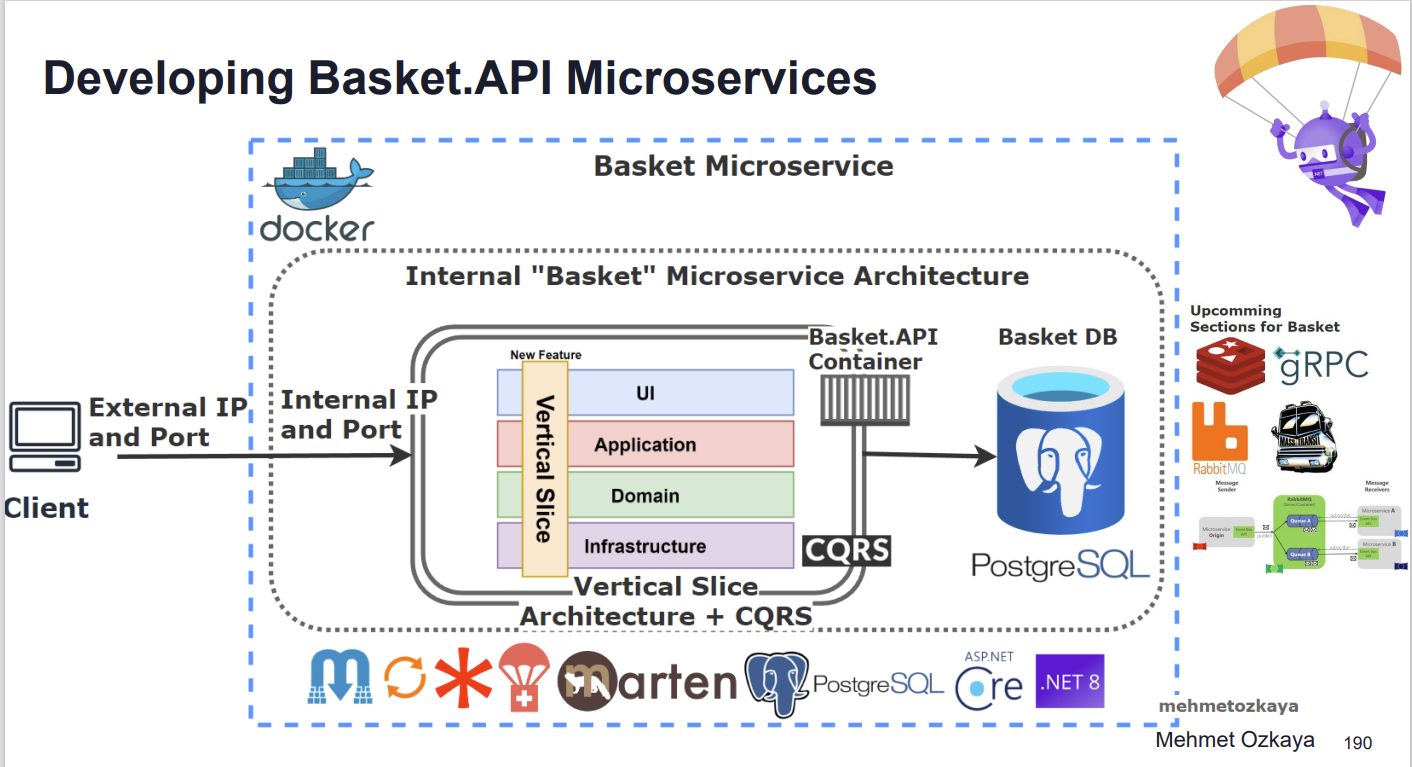 Developing Basket.API Microservices
docker
Basket Microservice
Internal "Basket" Microservice Architecture
Client
External IP
and Port
Internal IP
and Port
New Feature
Vertical Slice
UI
Application
Domain
Infrastructure
Basket.API
Container
CQRS
Vertical Slice
Architecture + CQRS
Basket DB
PostgreSQL
marten
PostgreSQL
ASP.NET
Core
.NET 8
.NET
Upcomming
Sections for Basket
gRPC
RabbitMQ
MASS TRANSIT
Message
Sender
Message
Receivers
Microservice
Origin
RabbitMQ
Queue A
Queue B
Microservice A
Microservice B
mehmetozkaya
Mehmet Ozkaya
190